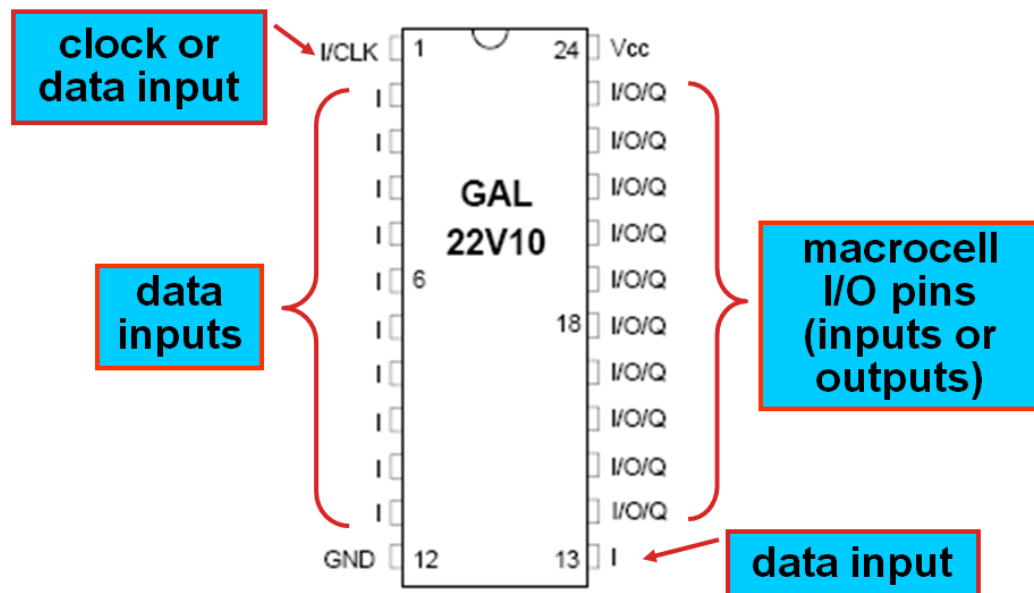 clock or
data input
I/CLK
1
24
Vcc
I
I/O/Q
I
I/O/Q
I
I/O/Q
I
I/O/Q
I
6
I/O/Q
I
18
I/O/Q
I
I/O/Q
I
I/O/Q
I
I/O/Q
I
I/O/Q
GND
12
13
I
GAL
22V10
data
inputs
macrocell
I/O pins
(inputs or
outputs)
data input